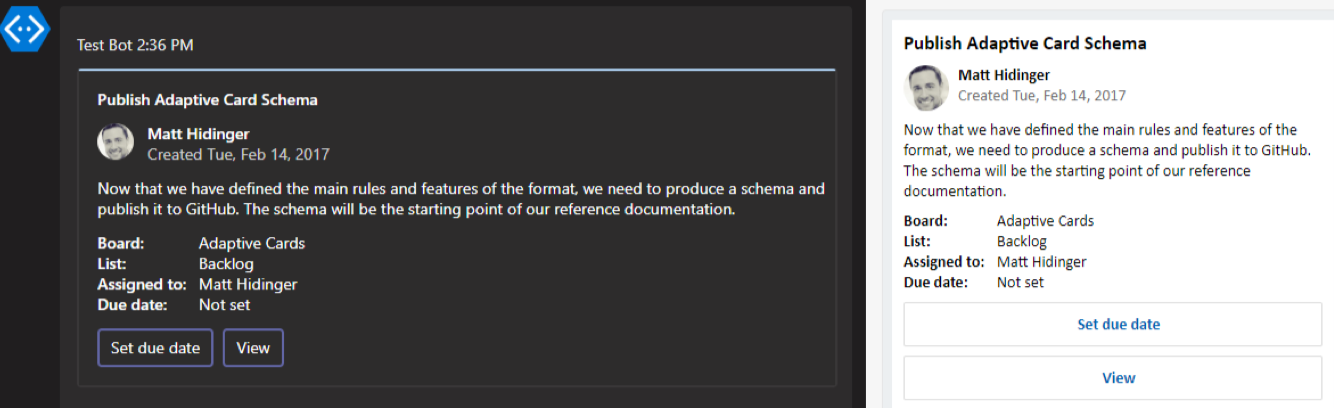 Test Bot 2:36 PM
Publish Adaptive Card Schema
Matt Hidinger
Created Tue, Feb 14, 2017
Now that we have defined the main rules and features of the format, we need to produce a schema and
publish it to GitHub. The schema will be the starting point of our reference documentation.
Board: Adaptive Cards
List: Backlog
Assigned to: Matt Hidinger
Due date: Not set
Set due date View
Publish Adaptive Card Schema
Matt Hidinger
Created Tue, Feb 14, 2017
Now that we have defined the main rules and features of the
format, we need to produce a schema and publish it to GitHub.
The schema will be the starting point of our reference
documentation.
Board: Adaptive Cards
List: Backlog
Assigned to: Matt Hidinger
Due date: Not set
Set due date
View